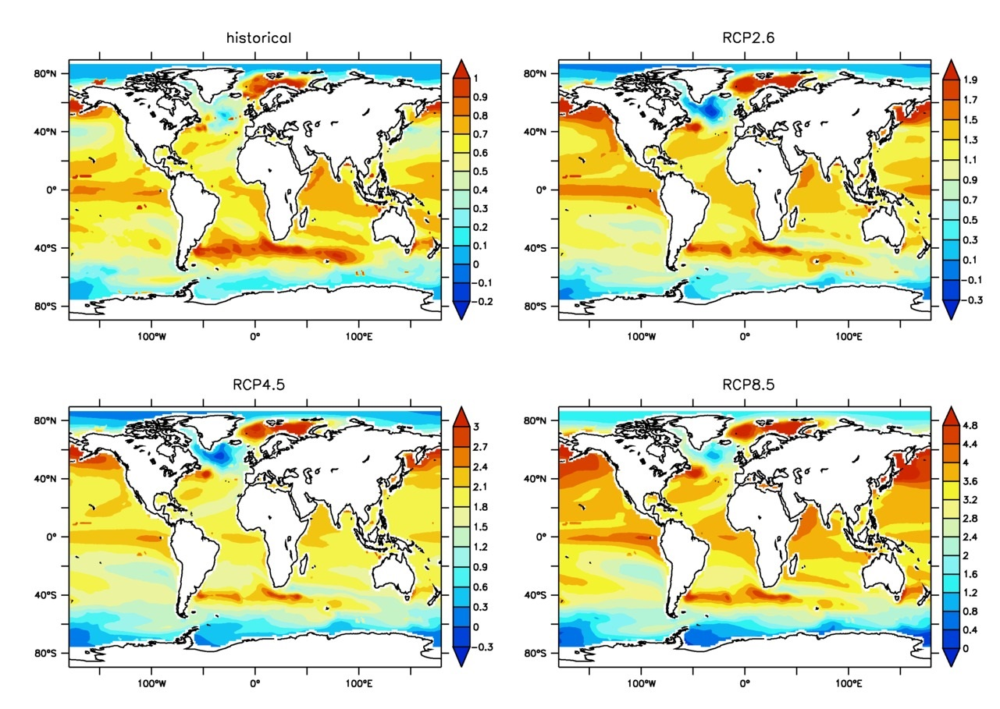 historical
80°N
40°N
0°
40°S
80°S
100°W 0° 100°E
1
0.9
0.8
0.7
0.6
0.5
0.4
0.3
0.2
0.1
0
−0.1
−0.2
RCP2.6
80°N
40°N
0°
40°S
80°S
100°W 0° 100°E
1.9
1.7
1.5
1.3
1.1
0.9
0.7
0.5
0.3
0.1
−0.1
−0.3
RCP4.5
80°N
40°N
0°
40°S
80°S
100°W 0° 100°E
3
2.7
2.4
2.1
1.8
1.5
1.2
0.9
0.6
0.3
0
−0.3
RCP8.5
80°N
40°N
0°
40°S
80°S
100°W 0° 100°E
4.8
4.4
4
3.6
3.2
2.8
2.4
2
1.6
1.2
0.8
0.4
0